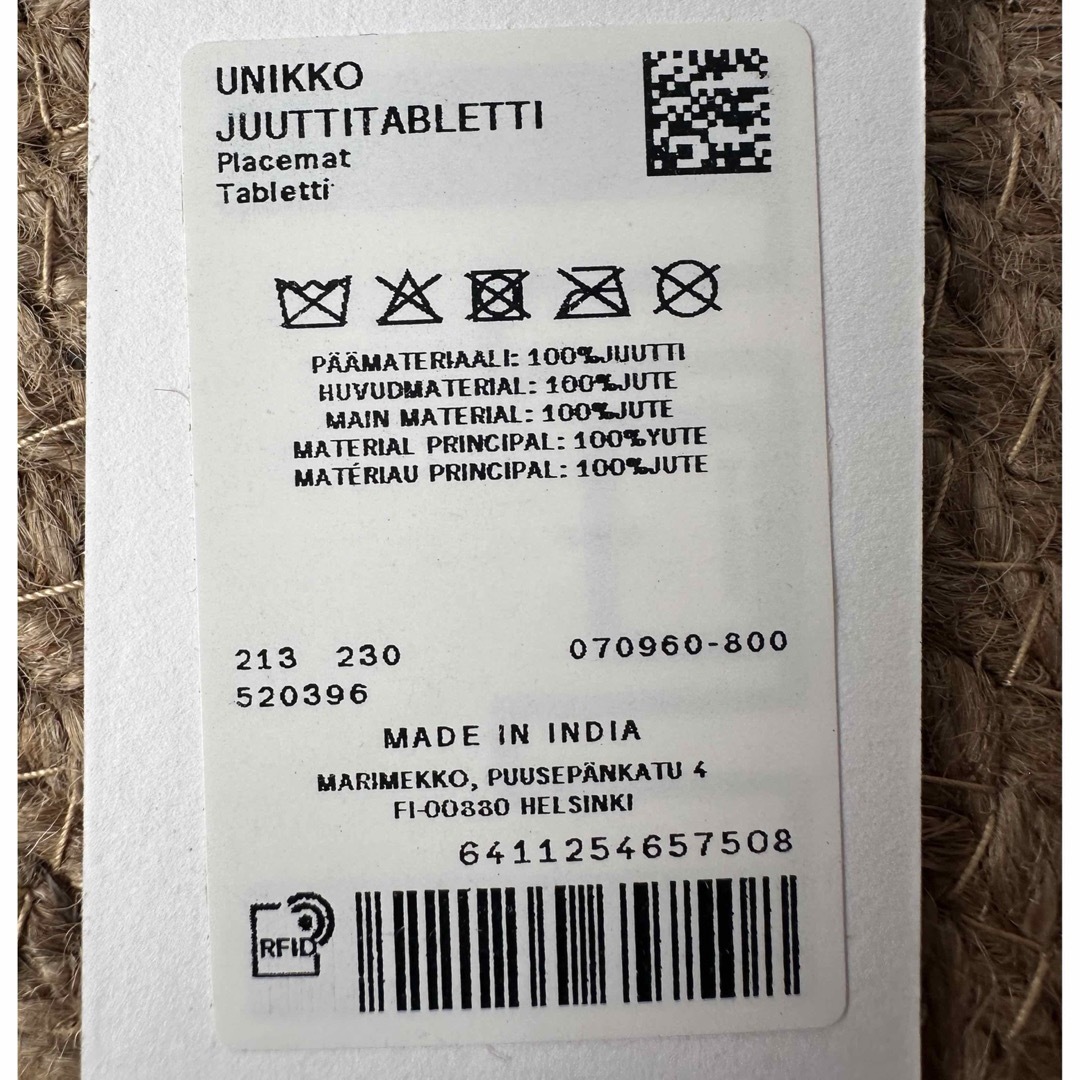 UNIKKO
JUUTTITABLETTI
Placemat
Tabletti
PÄÄMATERIAALI: 100%JUUTTI
HUVUDMATERIAL: 100%JUTE
MAIN MATERIAL: 100%JUTE
MATERIAL PRINCIPAL: 100%YUTE
MATÉRIAU PRINCIPAL: 100%JUTE
213 230 070960-800
520396
MADE IN INDIA
MARIMEKKO, PUUSEPÄNKATU 4
FI-00880 HELSINKI
6411254657508
RFID